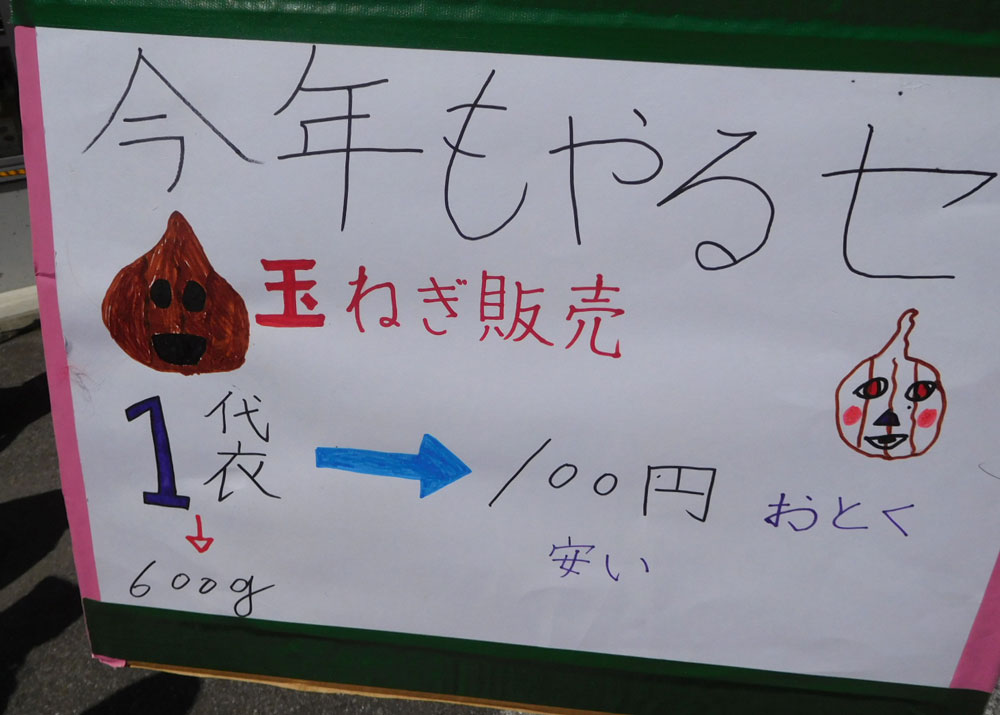 今年もやるセ
玉ねぎ販売
1袋 → 100円 おとく
↓ 安い
600g